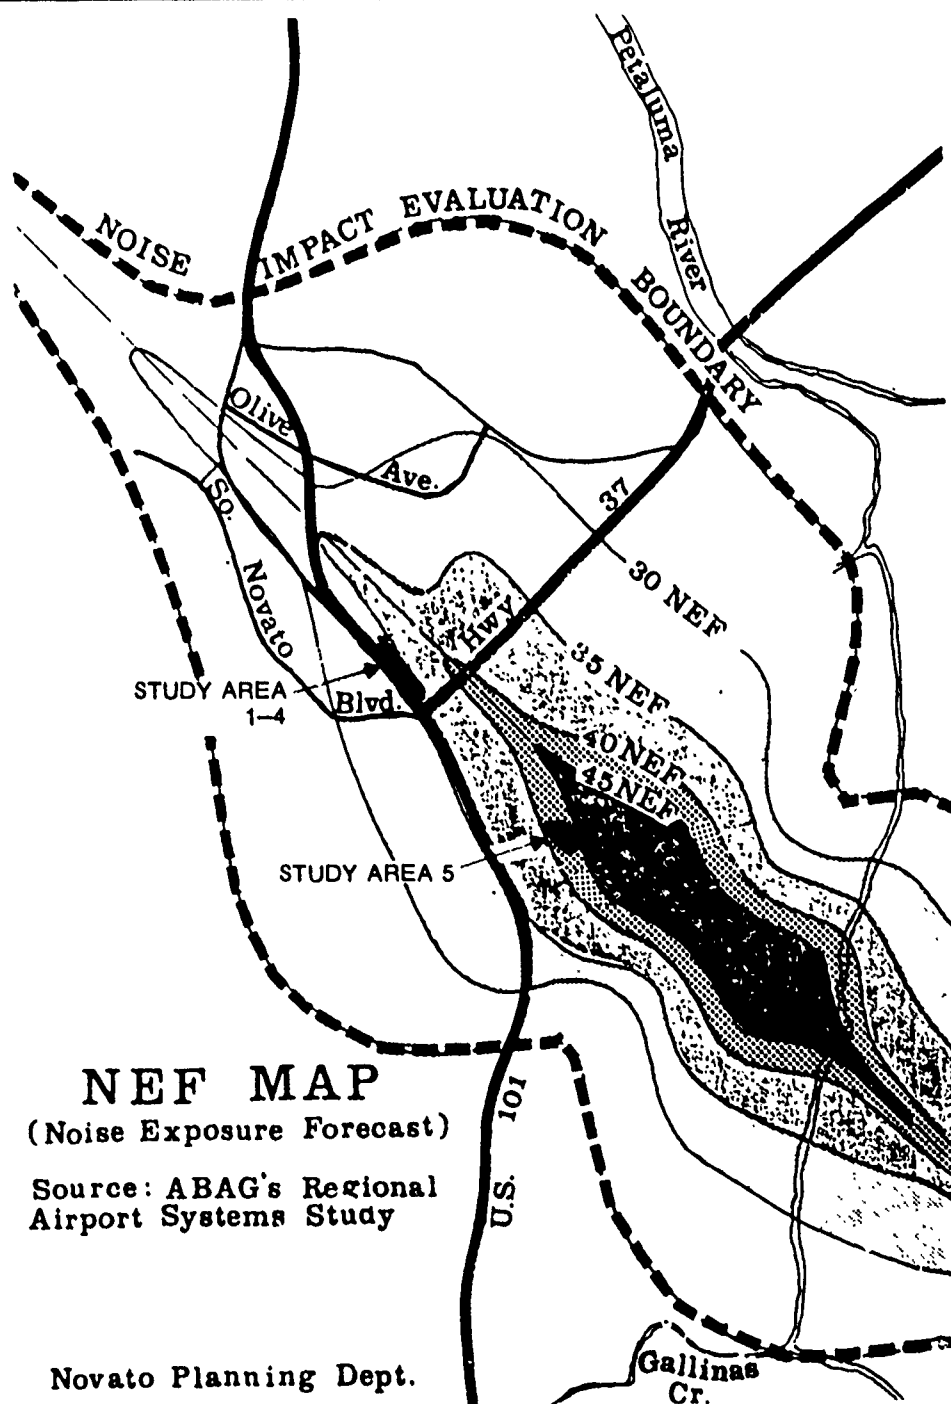 Petaluma
River
NOISE IMPACT EVALUATION BOUNDARY
Olive
Ave.
So.
Novato
Blvd.
37
Hwy
30 NEF
35 NEF
40 NEF
45 NEF
STUDY AREA
1-4
STUDY AREA 5
NEF MAP
(Noise Exposure Forecast)
Source: ABAG's Regional
Airport Systems Study
U.S. 101
Novato Planning Dept.
Gallinas
Cr.